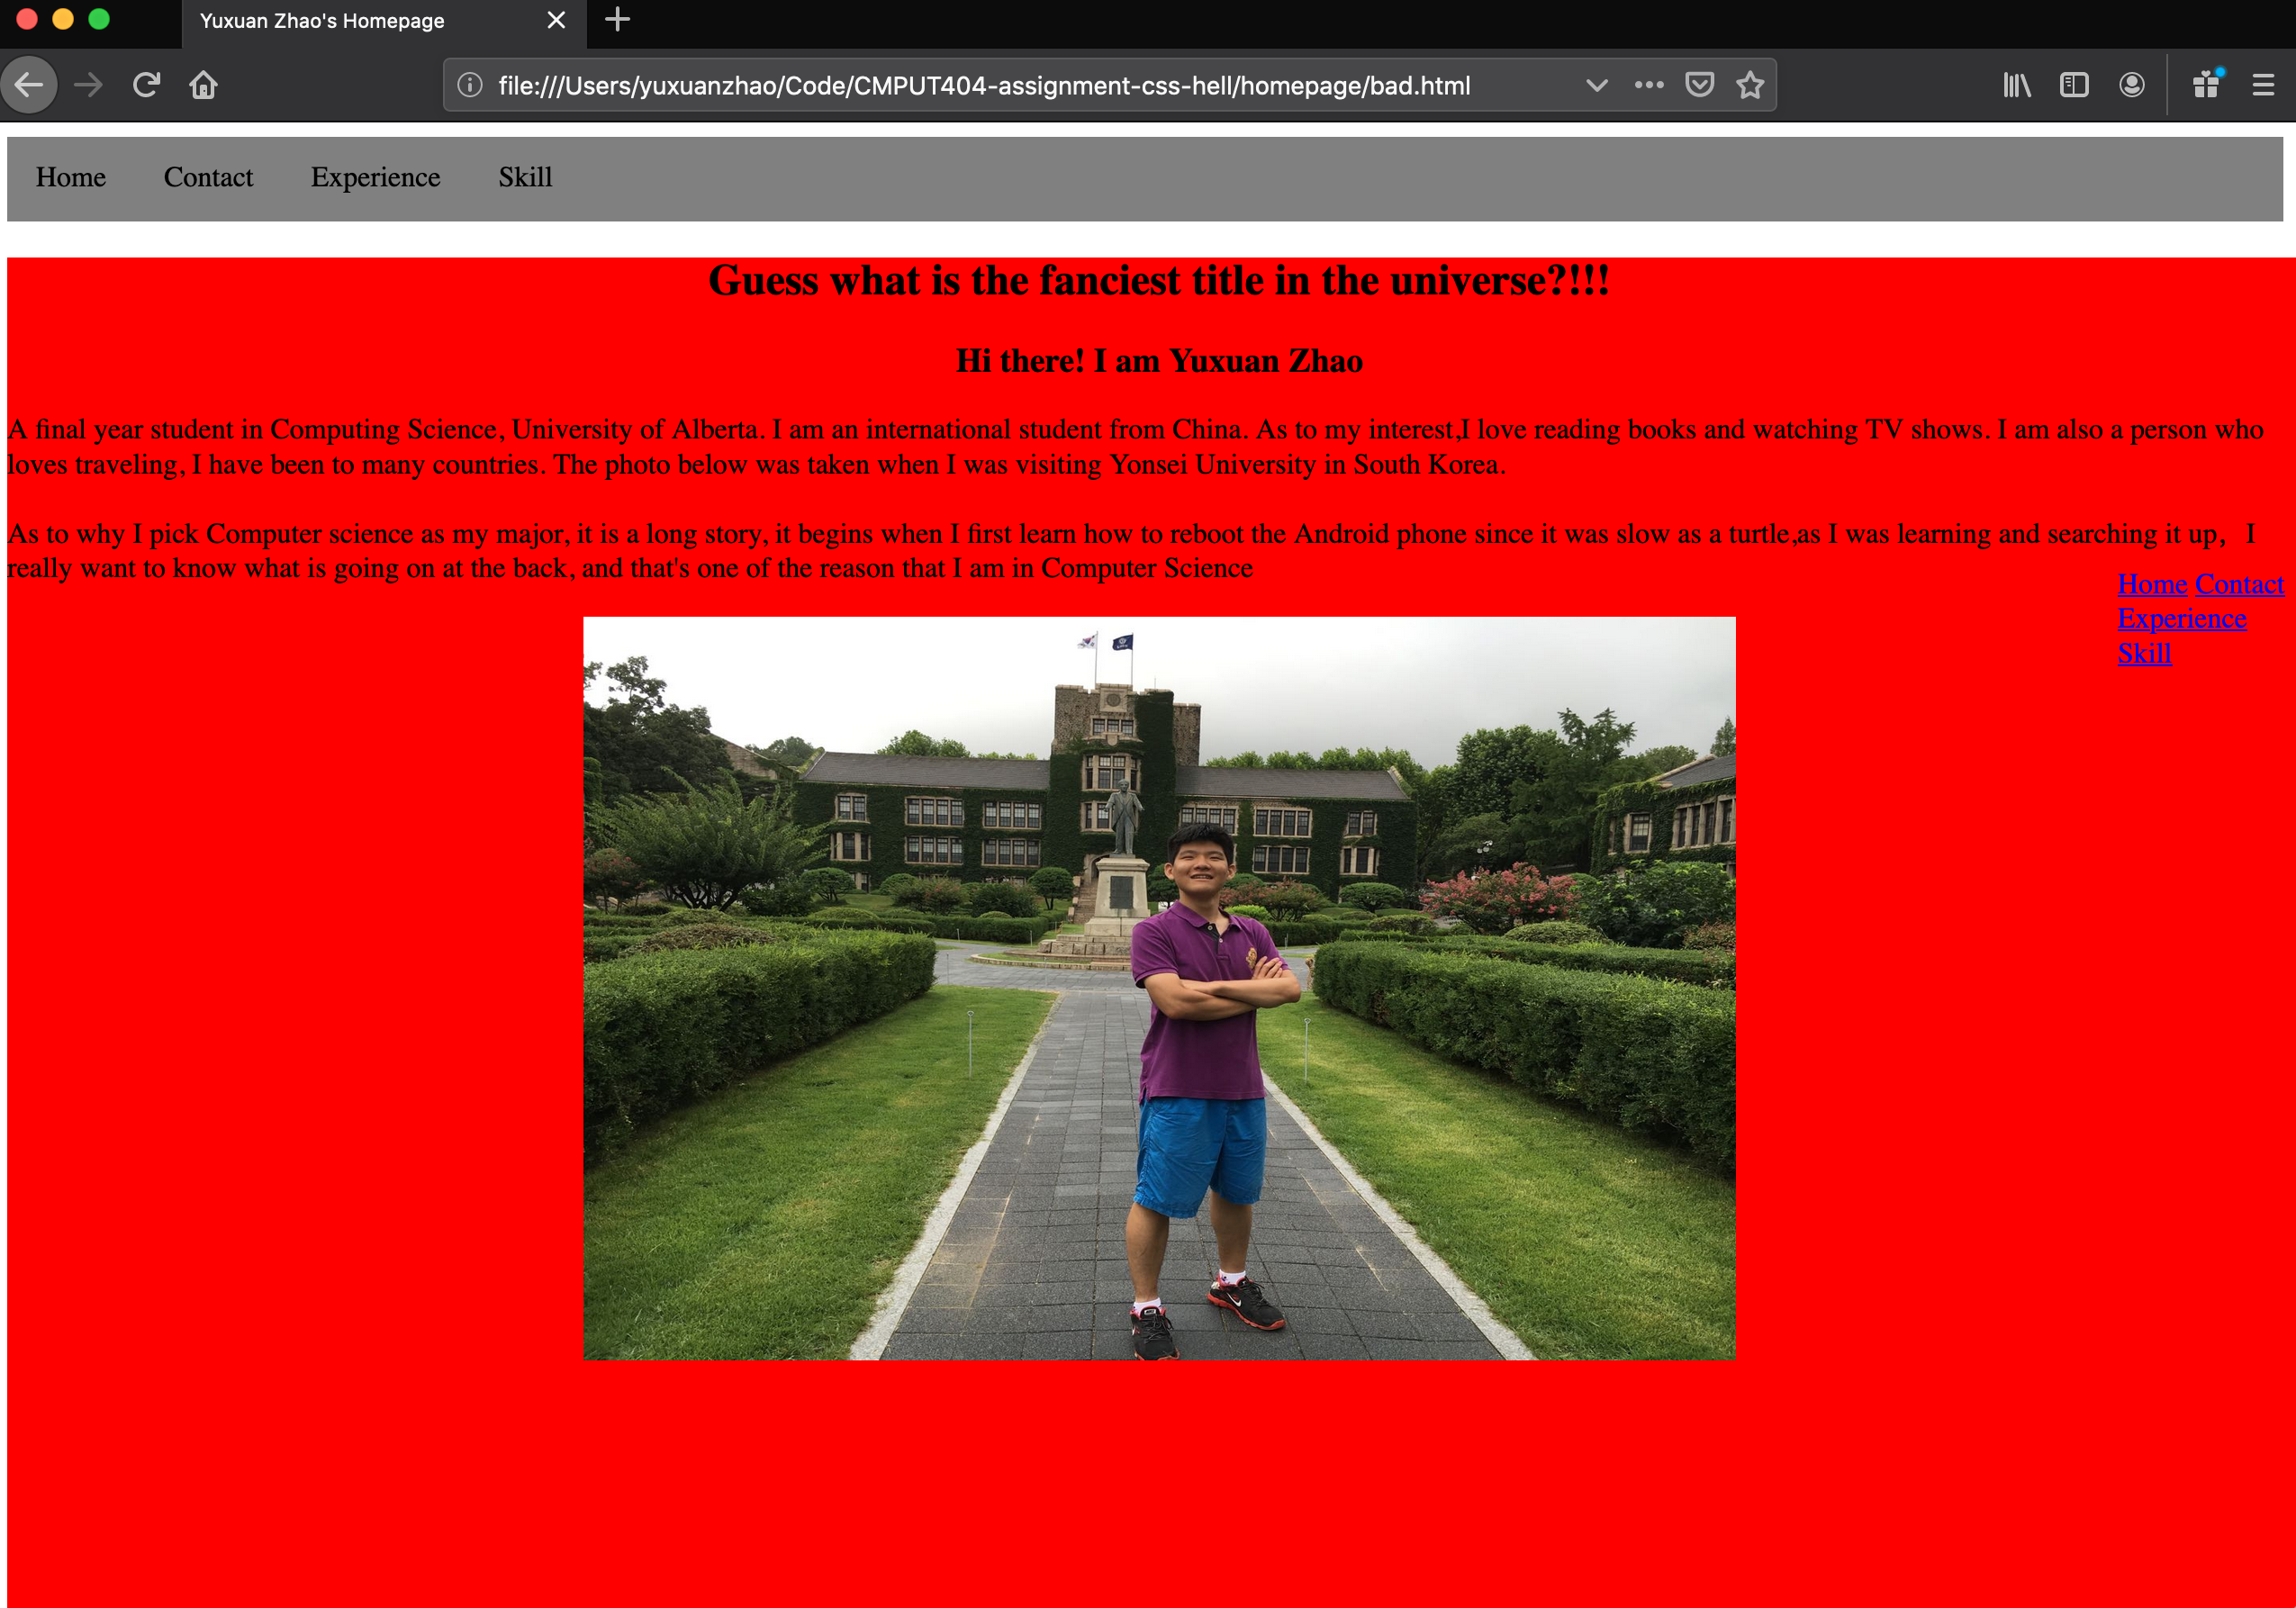 Yuxuan Zhao's Homepage
file:///Users/yuxuanzhao/Code/CMPUT404-assignment-css-hell/homepage/bad.html
Home Contact Experience Skill
Guess what is the fanciest title in the universe?!!!
Hi there! I am Yuxuan Zhao
A final year student in Computing Science, University of Alberta. I am an international student from China. As to my interest,I love reading books and watching TV shows. I am also a person who
loves traveling, I have been to many countries. The photo below was taken when I was visiting Yonsei University in South Korea.
As to why I pick Computer science as my major, it is a long story, it begins when I first learn how to reboot the Android phone since it was slow as a turtle,as I was learning and searching it up，I
really want to know what is going on at the back, and that's one of the reason that I am in Computer Science
Home Contact
Experience
Skill